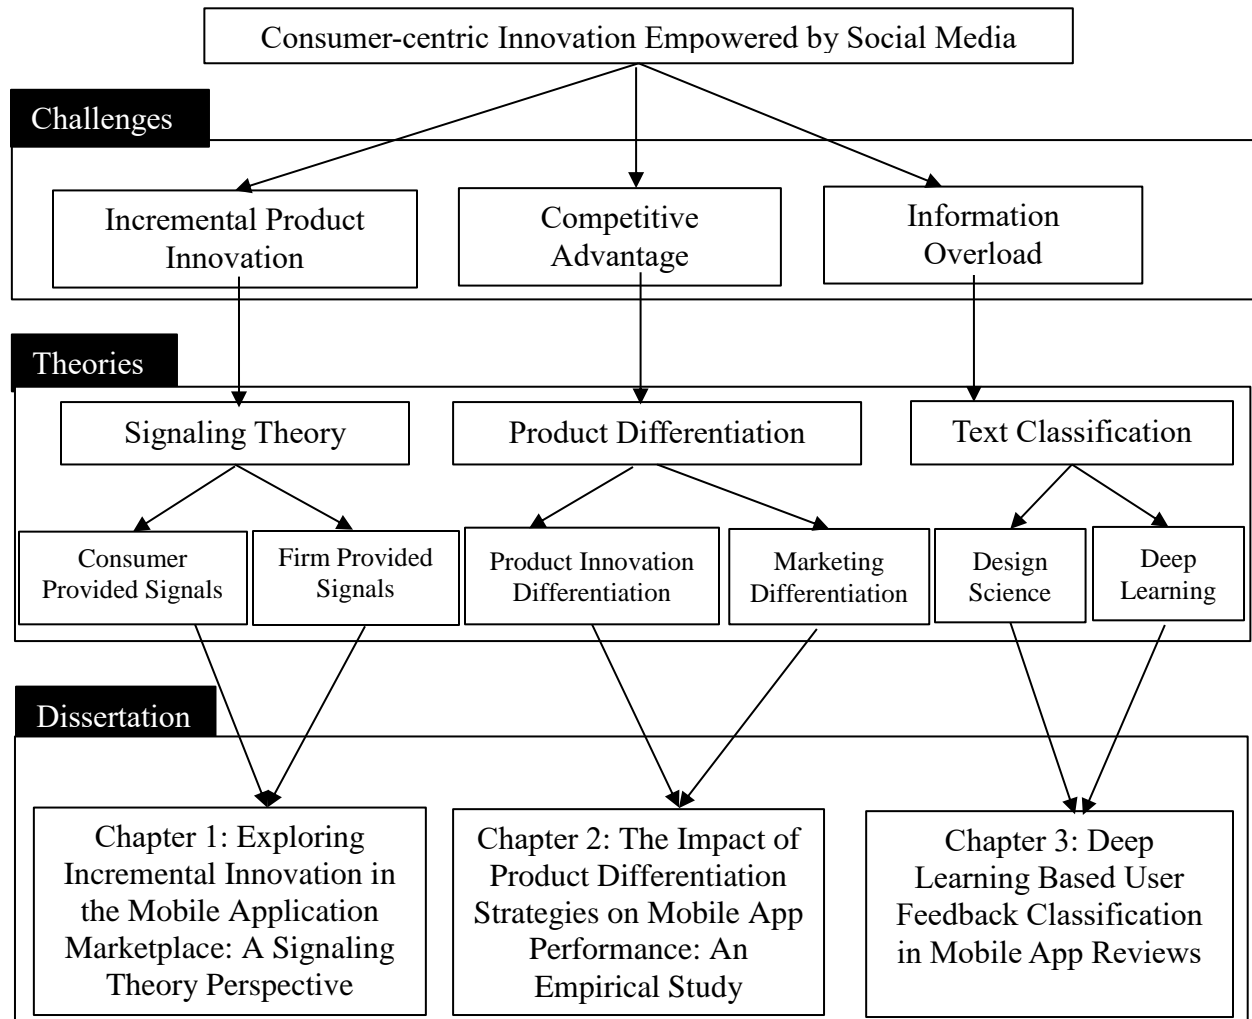 Consumer-centric Innovation Empowered by Social Media
Challenges
Incremental Product
Innovation
Competitive
Advantage
Information
Overload
Theories
Signaling Theory
Product Differentiation
Text Classification
Consumer
Provided Signals
Firm Provided
Signals
Product Innovation
Differentiation
Marketing
Differentiation
Design
Science
Deep
Learning
Dissertation
Chapter 1: Exploring
Incremental Innovation in
the Mobile Application
Marketplace: A Signaling
Theory Perspective
Chapter 2: The Impact of
Product Differentiation
Strategies on Mobile App
Performance: An
Empirical Study
Chapter 3: Deep
Learning Based User
Feedback Classification
in Mobile App Reviews